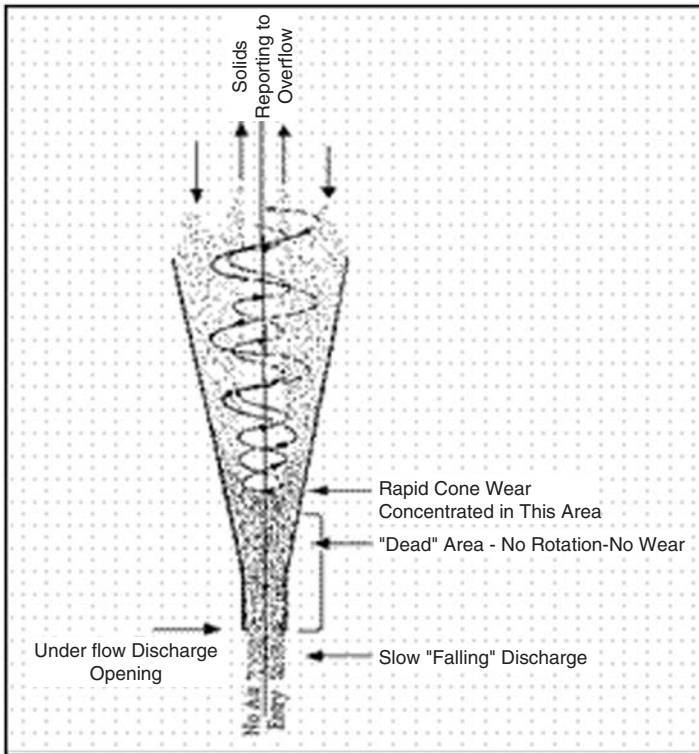 Solids
Reporting to
Overflow
Rapid Cone Wear
Concentrated in This Area
"Dead" Area - No Rotation-No Wear
Under flow Discharge
Opening
Slow "Falling" Discharge
No Air
Entry